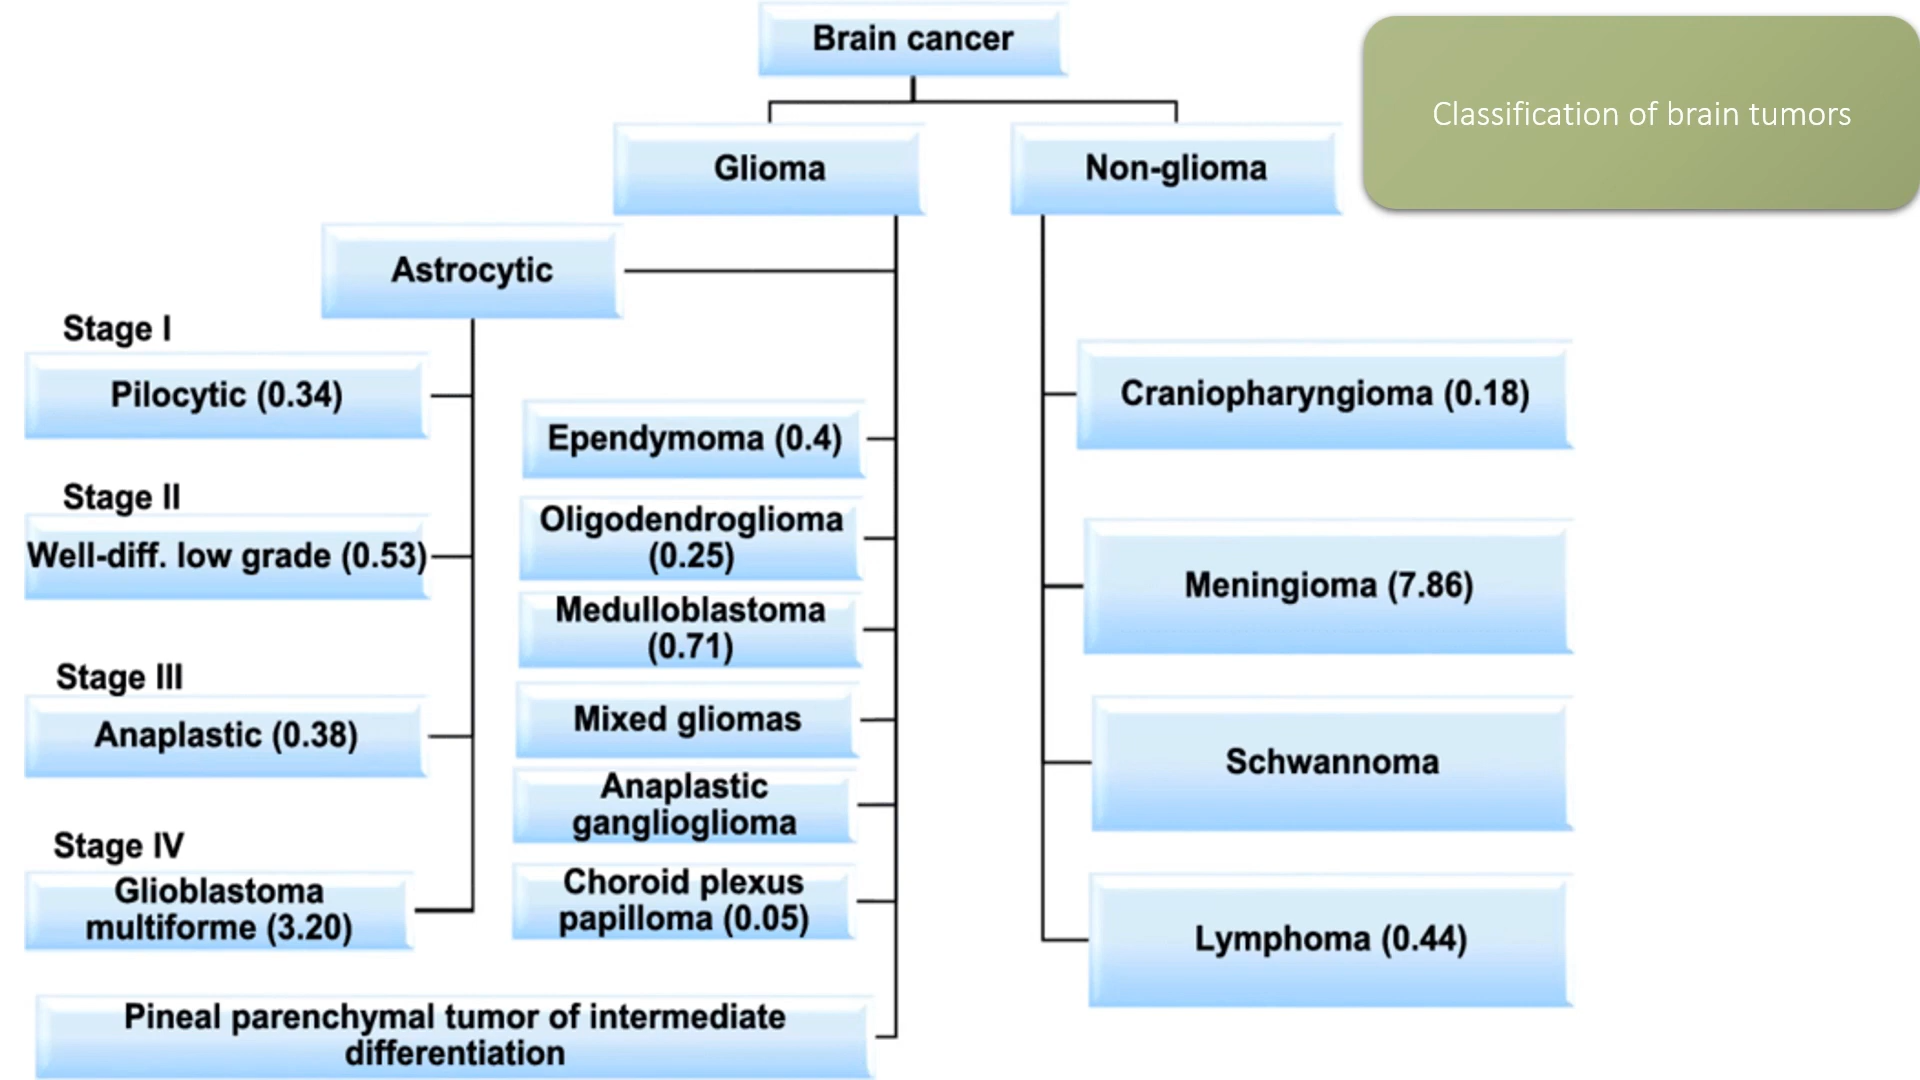 Brain cancer
Classification of brain tumors
Glioma
Non-glioma
Astrocytic
Stage I
Pilocytic (0.34)
Stage II
Well-diff. low grade (0.53)
Stage III
Anaplastic (0.38)
Stage IV
Glioblastoma
multiforme (3.20)
Ependymoma (0.4)
Oligodendroglioma
(0.25)
Medulloblastoma
(0.71)
Mixed gliomas
Anaplastic
ganglioglioma
Choroid plexus
papilloma (0.05)
Pineal parenchymal tumor of intermediate
differentiation
Craniopharyngioma (0.18)
Meningioma (7.86)
Schwannoma
Lymphoma (0.44)